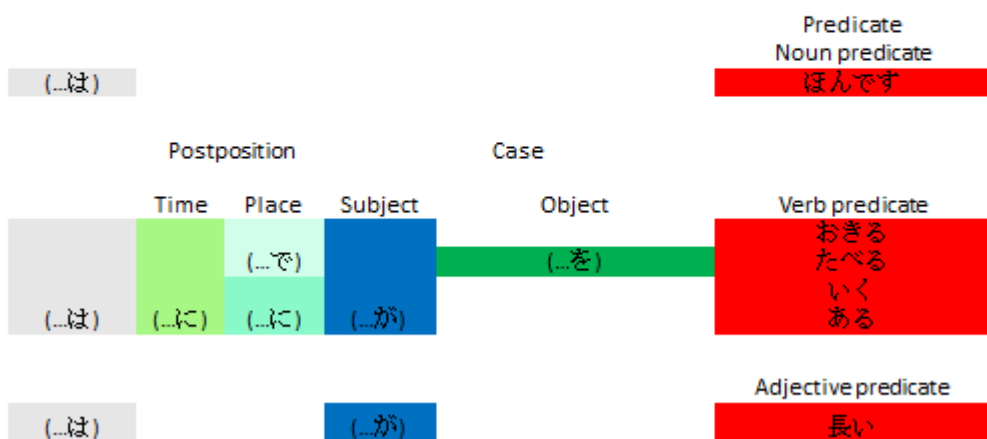 Predicate
Noun predicate
(...は) ほんです
Postposition Case
Time Place Subject Object Verb predicate
おきる
(...で) (...を) たべる
いく
(...は) (...に) (...に) (...が) ある
Adjective predicate
(...は) (...が) 長い